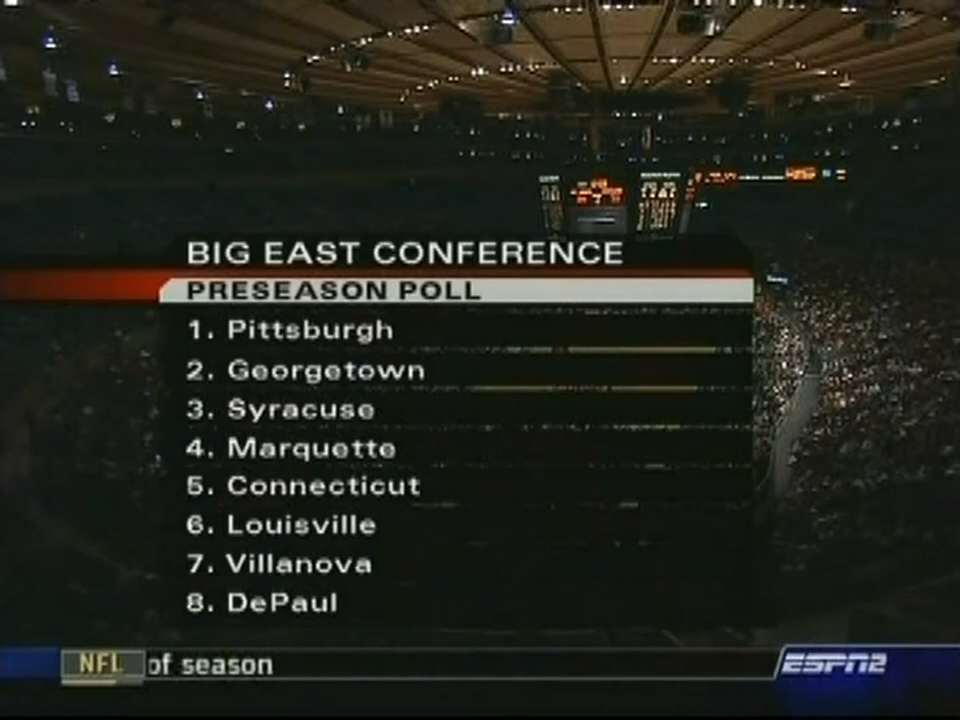 BIG EAST CONFERENCE
PRESEASON POLL
1. Pittsburgh
2. Georgetown
3. Syracuse
4. Marquette
5. Connecticut
6. Louisville
7. Villanova
8. DePaul
NFL of season
ESPN2